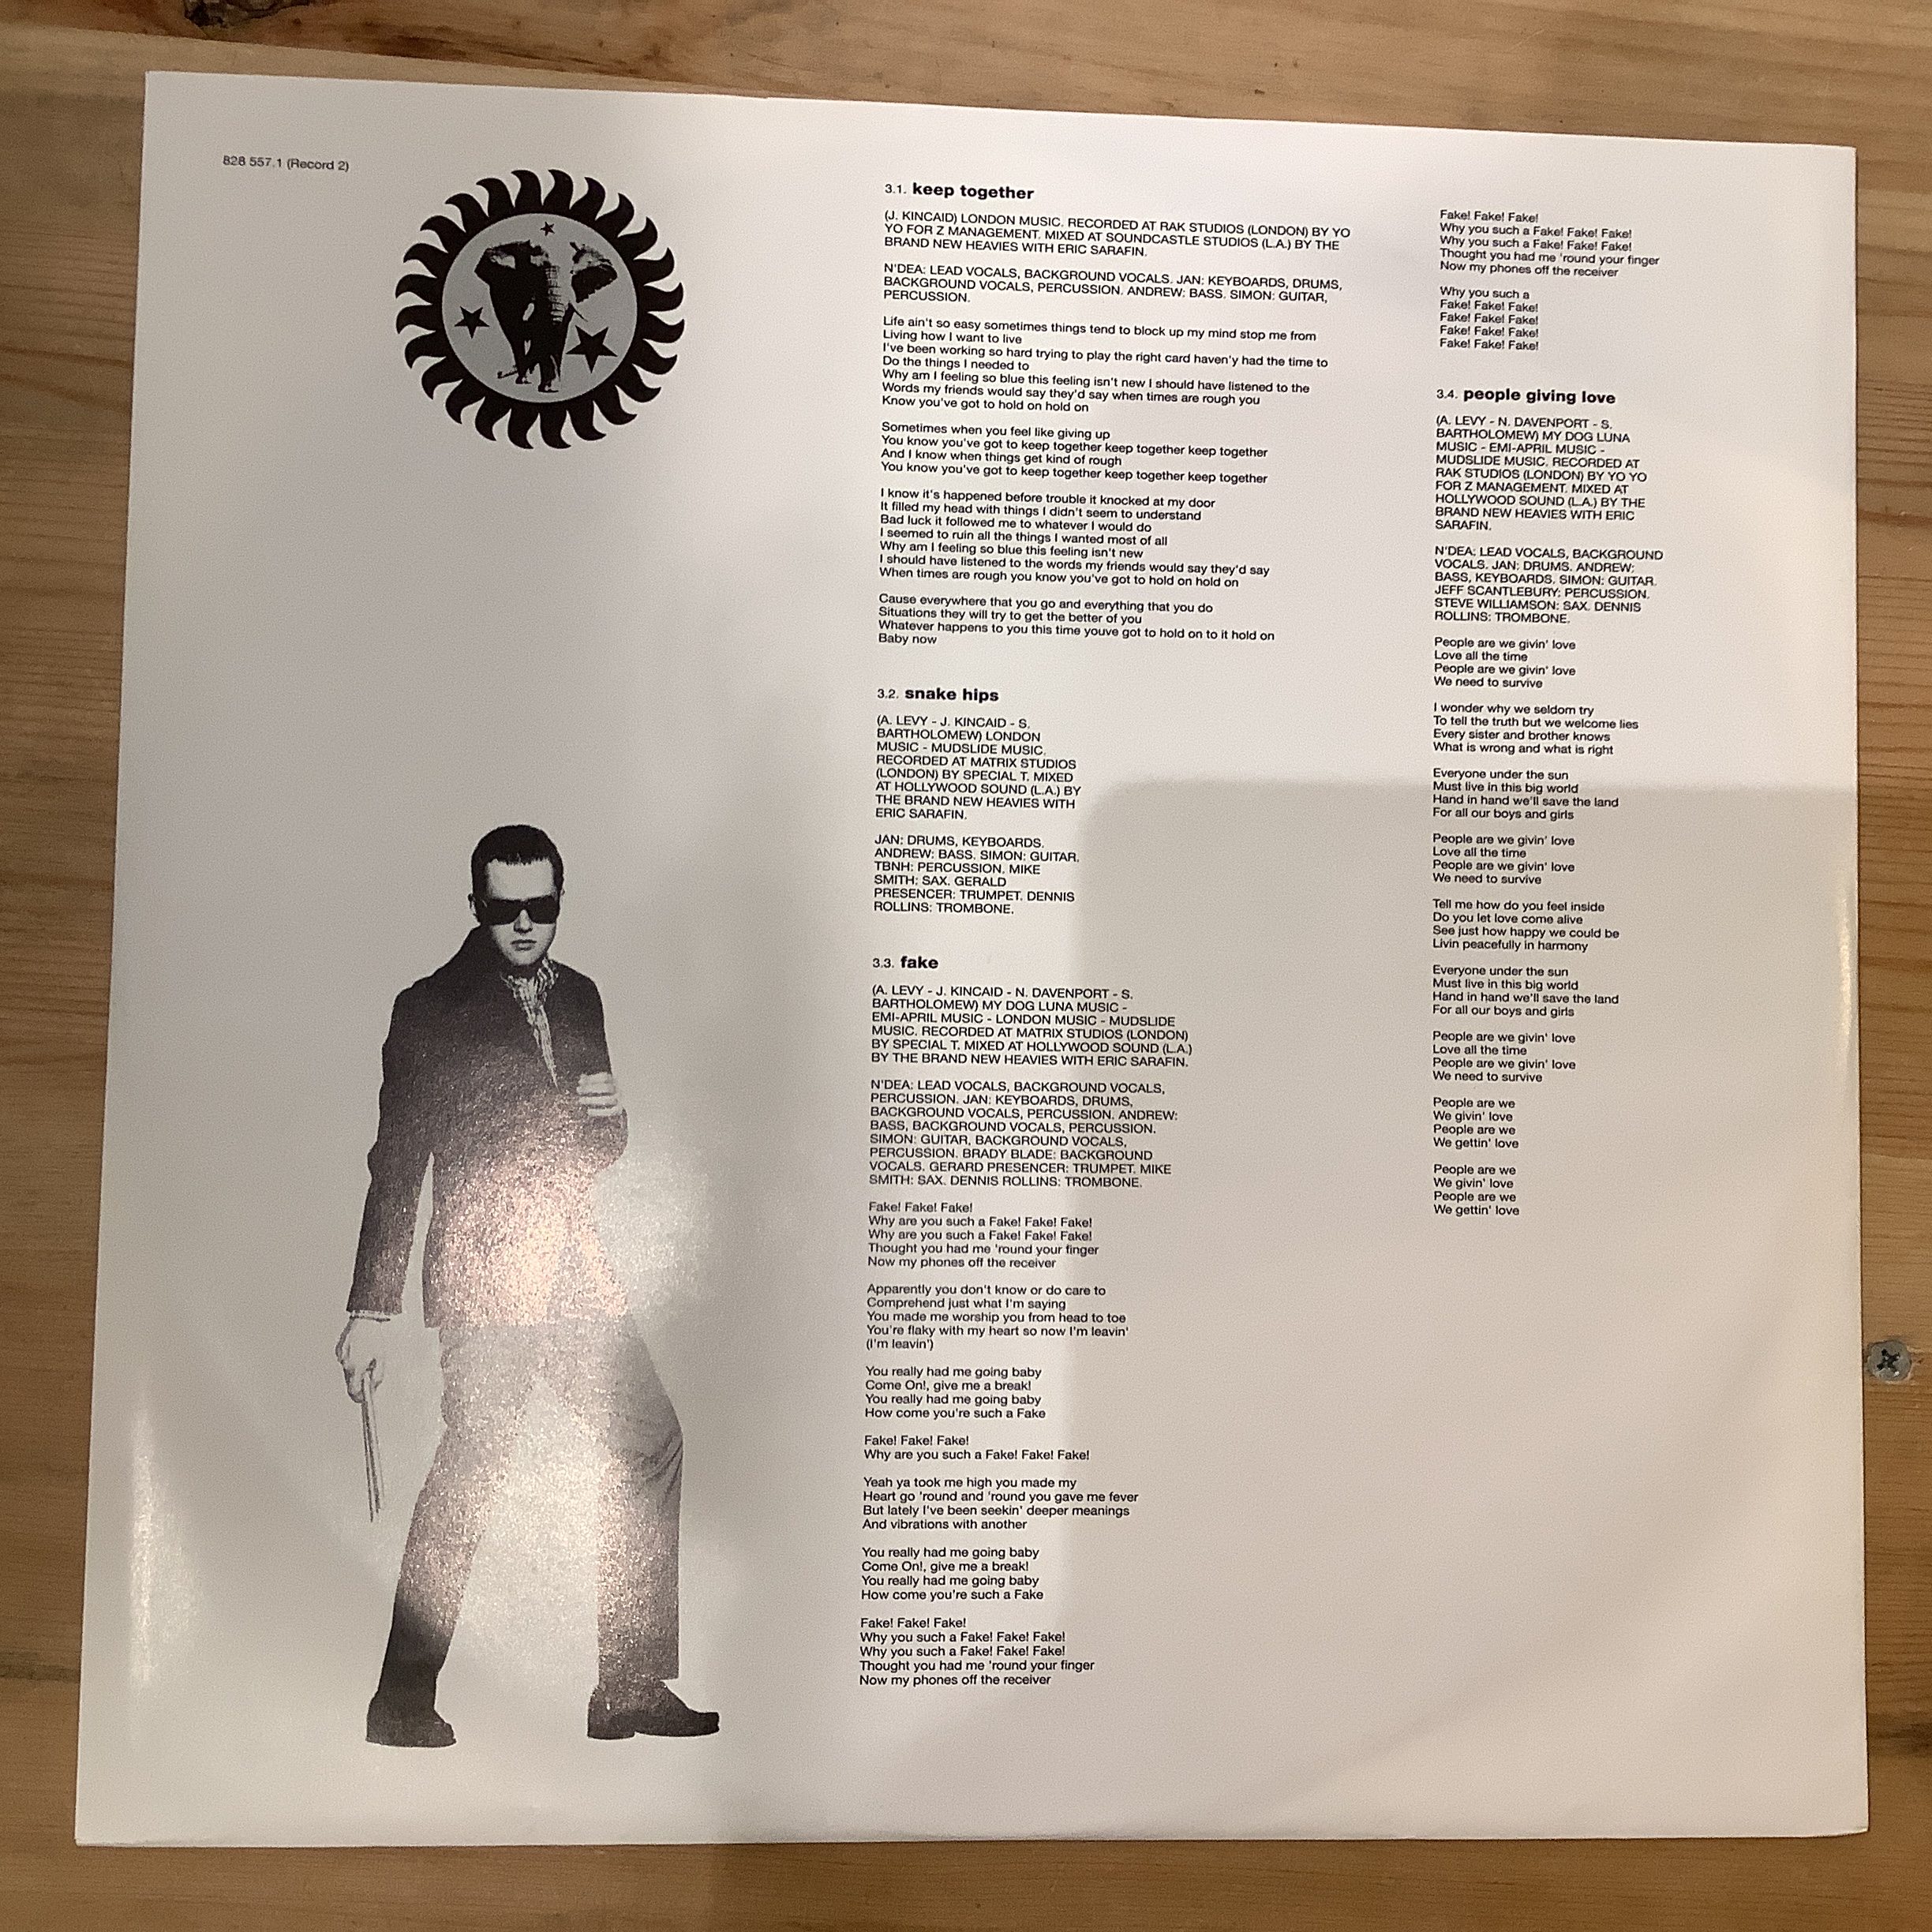 828 557.1 (Record 2)
3.1. keep together
(J. KINCAID) LONDON MUSIC. RECORDED AT RAK STUDIOS (LONDON) BY YO
YO FOR Z MANAGEMENT. MIXED AT SOUNDCASTLE STUDIOS (L.A.) BY THE
BRAND NEW HEAVIES WITH ERIC SARAFIN.
N'DEA: LEAD VOCALS, BACKGROUND VOCALS. JAN: KEYBOARDS, DRUMS,
BACKGROUND VOCALS, PERCUSSION. ANDREW: BASS. SIMON: GUITAR,
PERCUSSION.
Life ain't so easy sometimes things tend to block up my mind stop me from
Living how I want to live
I've been working so hard trying to play the right card haven'y had the time to
Do the things I needed to
Why am I feeling so blue this feeling isn't new I should have listened to the
Words my friends would say they'd say when times are rough you
Know you've got to hold on hold on
Sometimes when you feel like giving up
You know you've got to keep together keep together keep together
And I know when things get kind of rough
You know you've got to keep together keep together keep together
I know it's happened before trouble it knocked at my door
It filled my head with things I didn't seem to understand
Bad luck it followed me to whatever I would do
I seemed to ruin all the things I wanted most of all
Why am I feeling so blue this feeling isn't new
I should have listened to the words my friends would say they'd say
When times are rough you know you've got to hold on hold on
Cause everywhere that you go and everything that you do
Situations they will try to get the better of you
Whatever happens to you this time youve got to hold on to it hold on
Baby now
3.2. snake hips
(A. LEVY - J. KINCAID - S.
BARTHOLOMEW) LONDON
MUSIC - MUDSLIDE MUSIC.
RECORDED AT MATRIX STUDIOS
(LONDON) BY SPECIAL T. MIXED
AT HOLLYWOOD SOUND (L.A.) BY
THE BRAND NEW HEAVIES WITH
ERIC SARAFIN.
JAN: DRUMS, KEYBOARDS.
ANDREW: BASS. SIMON: GUITAR.
TBNH: PERCUSSION. MIKE
SMITH: SAX. GERALD
PRESENCER: TRUMPET. DENNIS
ROLLINS: TROMBONE.
3.3. fake
(A. LEVY - J. KINCAID - N. DAVENPORT - S.
BARTHOLOMEW) MY DOG LUNA MUSIC -
EMI-APRIL MUSIC - LONDON MUSIC - MUDSLIDE
MUSIC. RECORDED AT MATRIX STUDIOS (LONDON)
BY SPECIAL T. MIXED AT HOLLYWOOD SOUND (L.A.)
BY THE BRAND NEW HEAVIES WITH ERIC SARAFIN.
N'DEA: LEAD VOCALS, BACKGROUND VOCALS,
PERCUSSION. JAN: KEYBOARDS, DRUMS,
BACKGROUND VOCALS, PERCUSSION. ANDREW:
BASS, BACKGROUND VOCALS, PERCUSSION.
SIMON: GUITAR, BACKGROUND VOCALS,
PERCUSSION. BRADY BLADE: BACKGROUND
VOCALS. GERARD PRESENCER: TRUMPET. MIKE
SMITH: SAX. DENNIS ROLLINS: TROMBONE.
Fake! Fake! Fake!
Why are you such a Fake! Fake! Fake!
Why are you such a Fake! Fake! Fake!
Thought you had me 'round your finger
Now my phones off the receiver
Apparently you don't know or do care to
Comprehend just what I'm saying
You made me worship you from head to toe
You're flaky with my heart so now I'm leavin'
(I'm leavin')
You really had me going baby
Come On!, give me a break!
You really had me going baby
How come you're such a Fake
Fake! Fake! Fake!
Why are you such a Fake! Fake! Fake!
Yeah ya took me high you made my
Heart go 'round and 'round you gave me fever
But lately I've been seekin' deeper meanings
And vibrations with another
You really had me going baby
Come On!, give me a break!
You really had me going baby
How come you're such a Fake
Fake! Fake! Fake!
Why you such a Fake! Fake! Fake!
Why you such a Fake! Fake! Fake!
Thought you had me 'round your finger
Now my phones off the receiver
Fake! Fake! Fake!
Why you such a Fake! Fake! Fake!
Why you such a Fake! Fake! Fake!
Thought you had me 'round your finger
Now my phones off the receiver
Why you such a
Fake! Fake! Fake!
Fake! Fake! Fake!
Fake! Fake! Fake!
Fake! Fake! Fake!
3.4. people giving love
(A. LEVY - N. DAVENPORT - S.
BARTHOLOMEW) MY DOG LUNA
MUSIC - EMI-APRIL MUSIC -
MUDSLIDE MUSIC. RECORDED AT
RAK STUDIOS (LONDON) BY YO YO
FOR Z MANAGEMENT. MIXED AT
HOLLYWOOD SOUND (L.A.) BY THE
BRAND NEW HEAVIES WITH ERIC
SARAFIN.
N'DEA: LEAD VOCALS, BACKGROUND
VOCALS. JAN: DRUMS. ANDREW:
BASS, KEYBOARDS. SIMON: GUITAR.
JEFF SCANTLEBURY: PERCUSSION.
STEVE WILLIAMSON: SAX. DENNIS
ROLLINS: TROMBONE.
People are we givin' love
Love all the time
People are we givin' love
We need to survive
I wonder why we seldom try
To tell the truth but we welcome lies
Every sister and brother knows
What is wrong and what is right
Everyone under the sun
Must live in this big world
Hand in hand we'll save the land
For all our boys and girls
People are we givin' love
Love all the time
People are we givin' love
We need to survive
Tell me how do you feel inside
Do you let love come alive
See just how happy we could be
Livin peacefully in harmony
Everyone under the sun
Must live in this big world
Hand in hand we'll save the land
For all our boys and girls
People are we givin' love
Love all the time
People are we givin' love
We need to survive
People are we
We givin' love
People are we
We gettin' love
People are we
We givin' love
People are we
We gettin' love